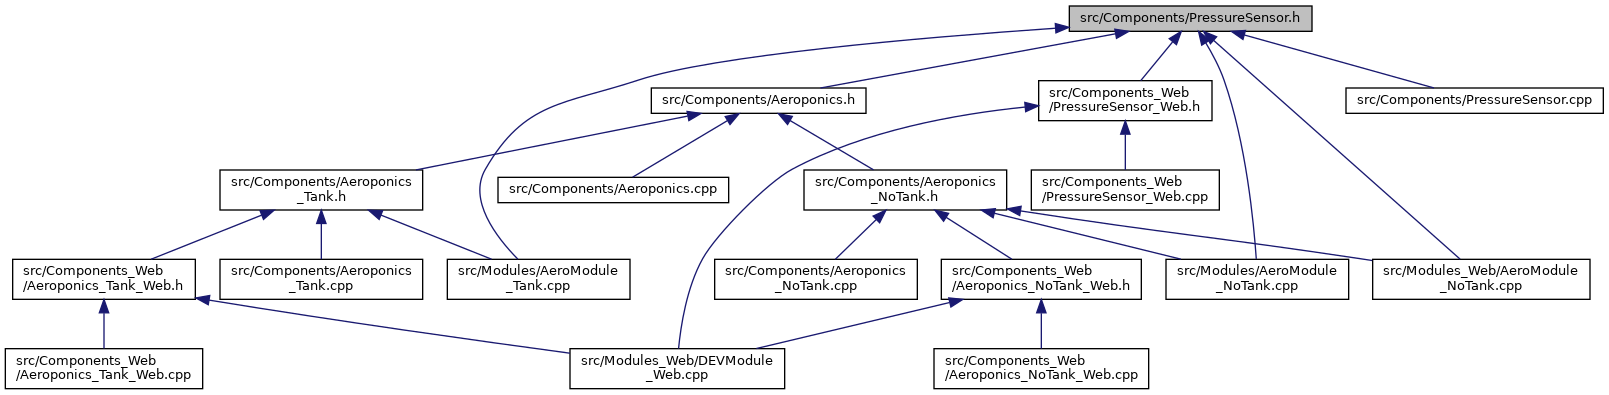 src/Components/PressureSensor.h
src/Components/Aeroponics.h
src/Components_Web
/PressureSensor_Web.h
src/Components/PressureSensor.cpp
src/Components/Aeroponics
_Tank.h
src/Components/Aeroponics.cpp
src/Components/Aeroponics
_NoTank.h
src/Components_Web
/PressureSensor_Web.cpp
src/Components_Web
/Aeroponics_Tank_Web.h
src/Components/Aeroponics
_Tank.cpp
src/Modules/AeroModule
_Tank.cpp
src/Components/Aeroponics
_NoTank.cpp
src/Components_Web
/Aeroponics_NoTank_Web.h
src/Modules/AeroModule
_NoTank.cpp
src/Modules_Web/AeroModule
_NoTank.cpp
src/Components_Web
/Aeroponics_Tank_Web.cpp
src/Modules_Web/DEVModule
_Web.cpp
src/Components_Web
/Aeroponics_NoTank_Web.cpp